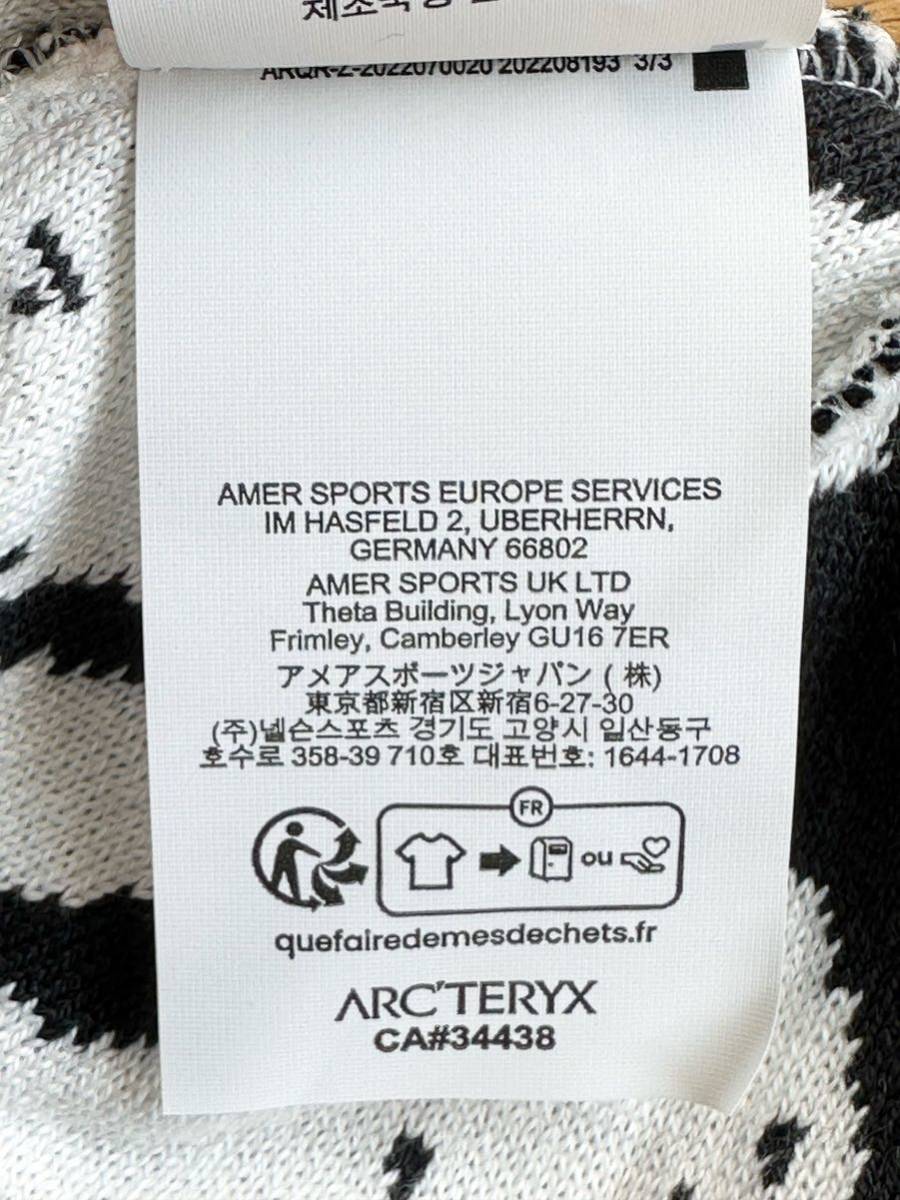 ARQR-Z-2022070020 202208193 3/3
AMER SPORTS EUROPE SERVICES
IM HASFELD 2, UBERHERRN,
GERMANY 66802
AMER SPORTS UK LTD
Theta Building, Lyon Way
Frimley, Camberley GU16 7ER
アメアスポーツジャパン ( 株)
東京都新宿区新宿6-27-30
(주)넬슨스포츠 경기도 고양시 일산동구
호수로 358-39 710호 대표번호: 1644-1708
FR
ou
quefairedemesdechets.fr
ARC'TERYX
CA#34438